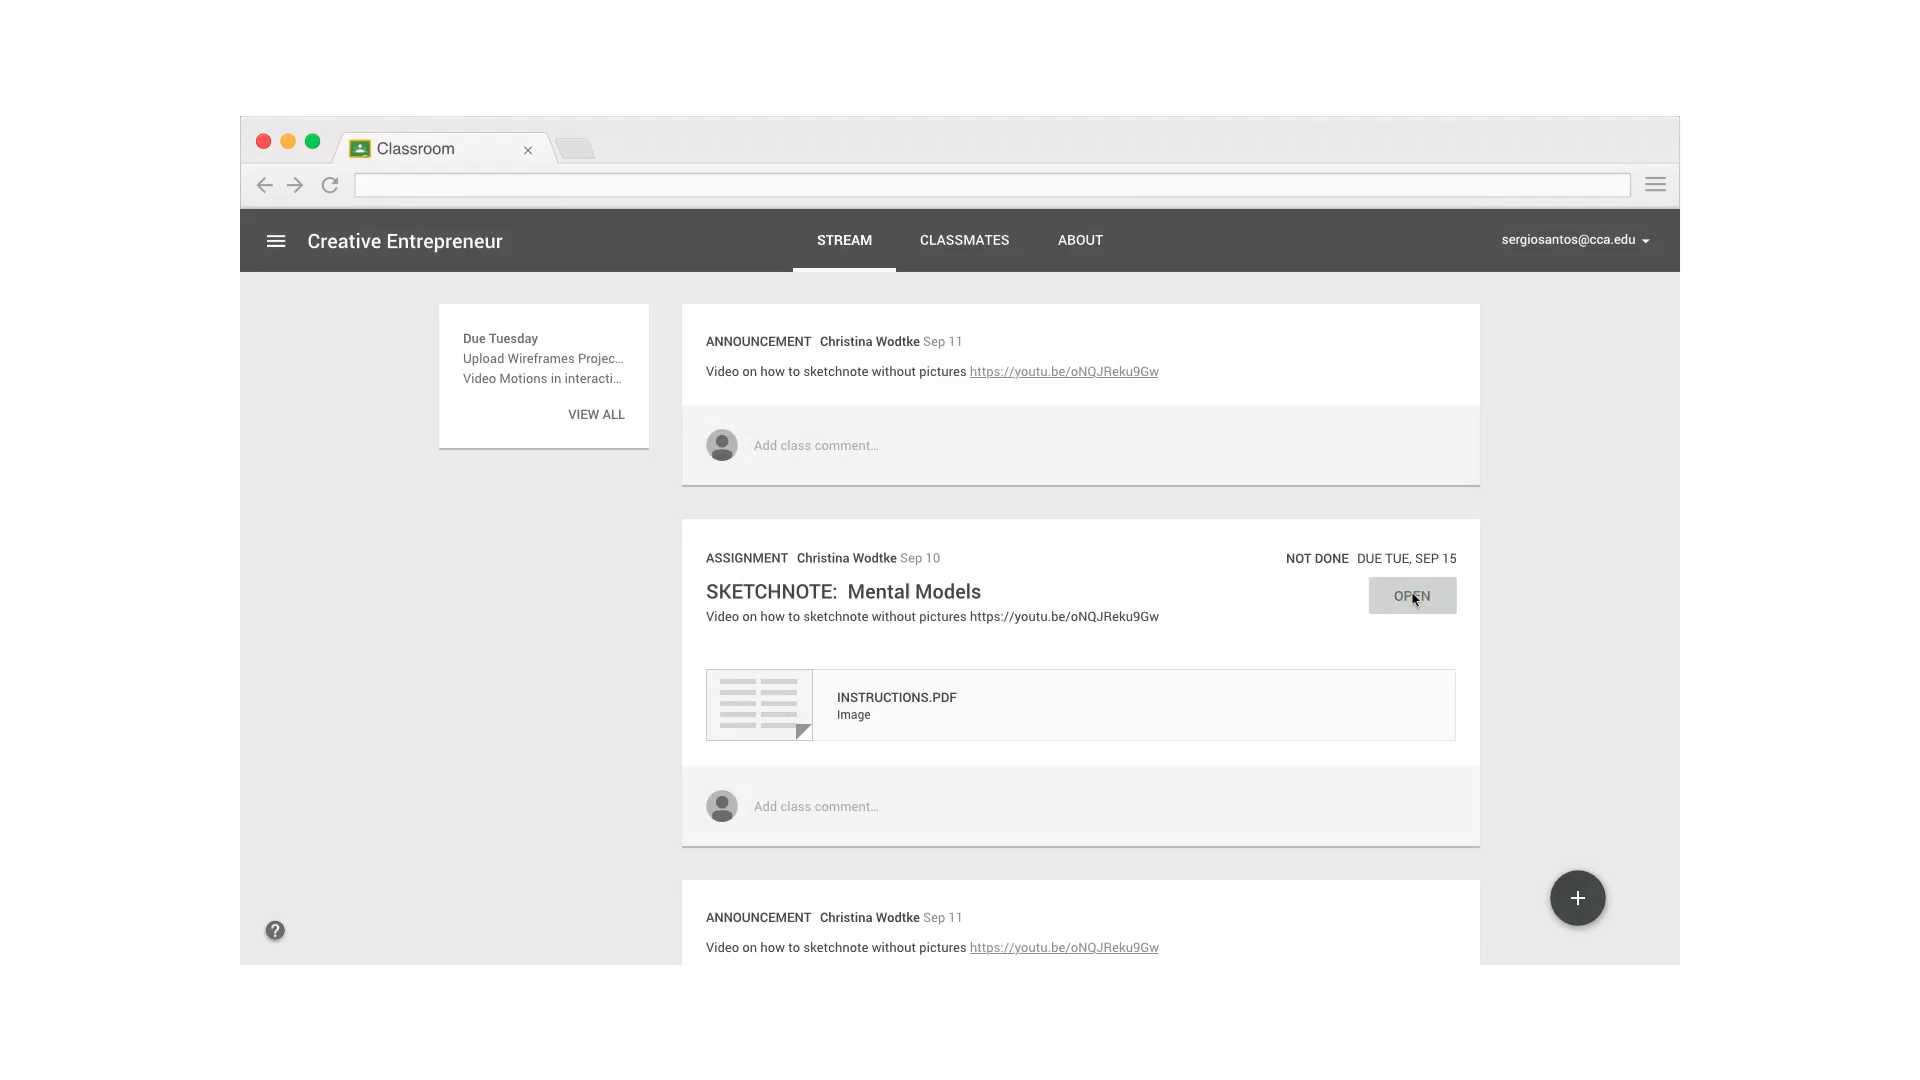 Classroom
Creative Entrepreneur
STREAM
CLASSMATES
ABOUT
sergiosantos@cca.edu
Due Tuesday
Upload Wireframes Projec...
Video Motions in interacti...
VIEW ALL
ANNOUNCEMENT Christina Wodtke Sep 11
Video on how to sketchnote without pictures https://youtu.be/oNQJReku9Gw
Add class comment...
ASSIGNMENT Christina Wodtke Sep 10
NOT DONE DUE TUE, SEP 15
SKETCHNOTE: Mental Models
OPEN
Video on how to sketchnote without pictures https://youtu.be/oNQJReku9Gw
INSTRUCTIONS.PDF
Image
Add class comment...
ANNOUNCEMENT Christina Wodtke Sep 11
Video on how to sketchnote without pictures https://youtu.be/oNQJReku9Gw